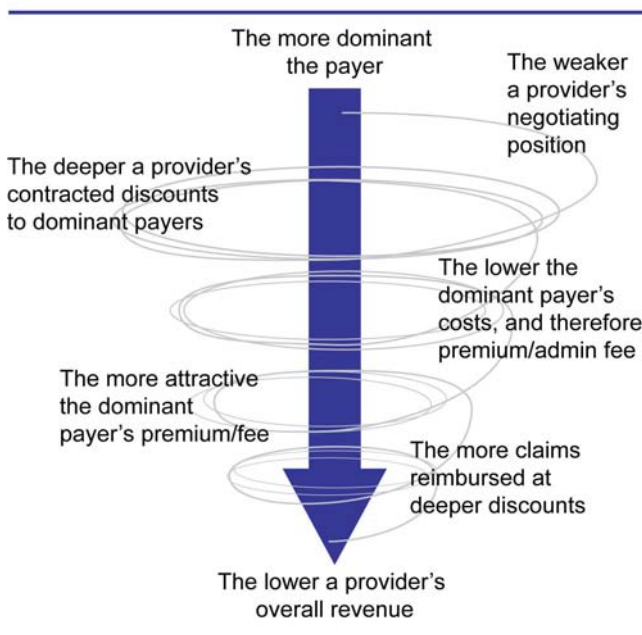 The more dominant
the payer
The weaker
a provider's
negotiating
position
The deeper a provider's
contracted discounts
to dominant payers
The lower the
dominant payer's
costs, and therefore
premium/admin fee
The more attractive
the dominant
payer's premium/fee
The more claims
reimbursed at
deeper discounts
The lower a provider's
overall revenue